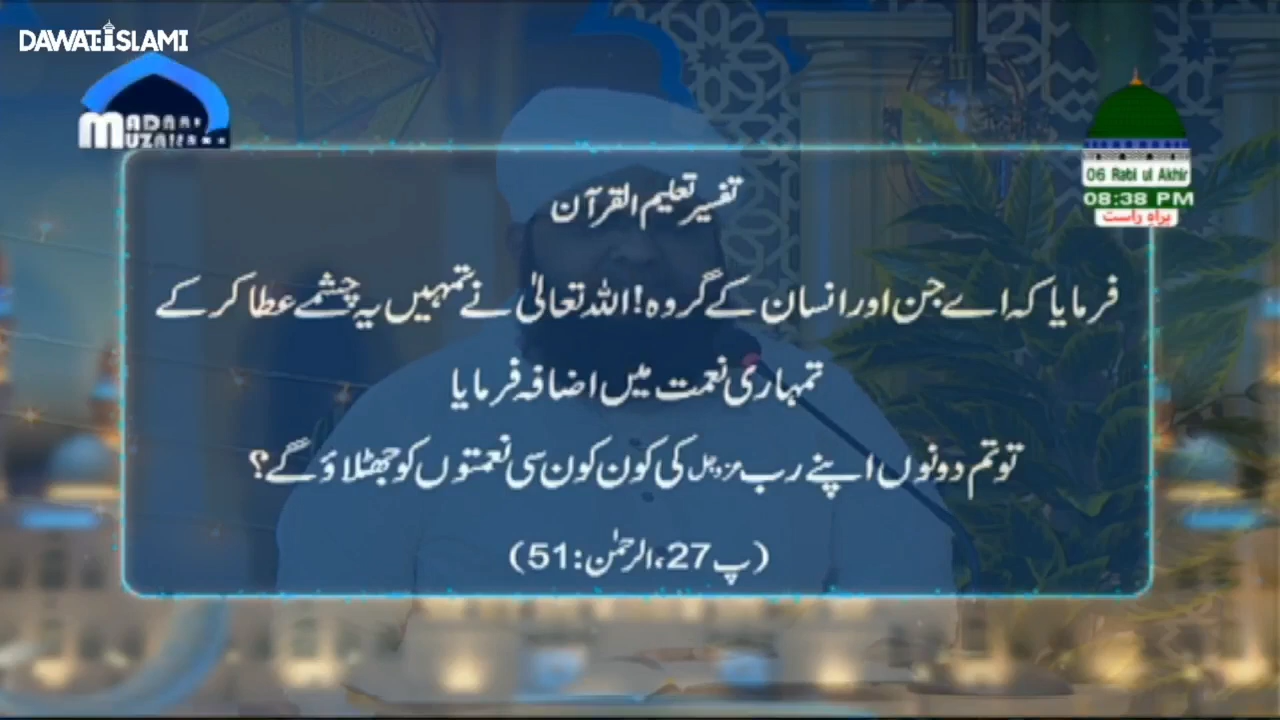 DAWATEISLAMI
06 Rabi ul Akhir
08:38 PM
براہِ راست
تفسیر تعلیم القرآن
فرمایا کہ اے جن اور انسان کے گروہ! اللہ تعالیٰ نے تمہیں یہ چشمے عطا کر کے
تمہاری نعمت میں اضافہ فرمایا
تو تم دونوں اپنے رب عزوجل کی کون کون سی نعمتوں کو جھٹلاؤ گے؟
(پ27،الرحمٰن:51)